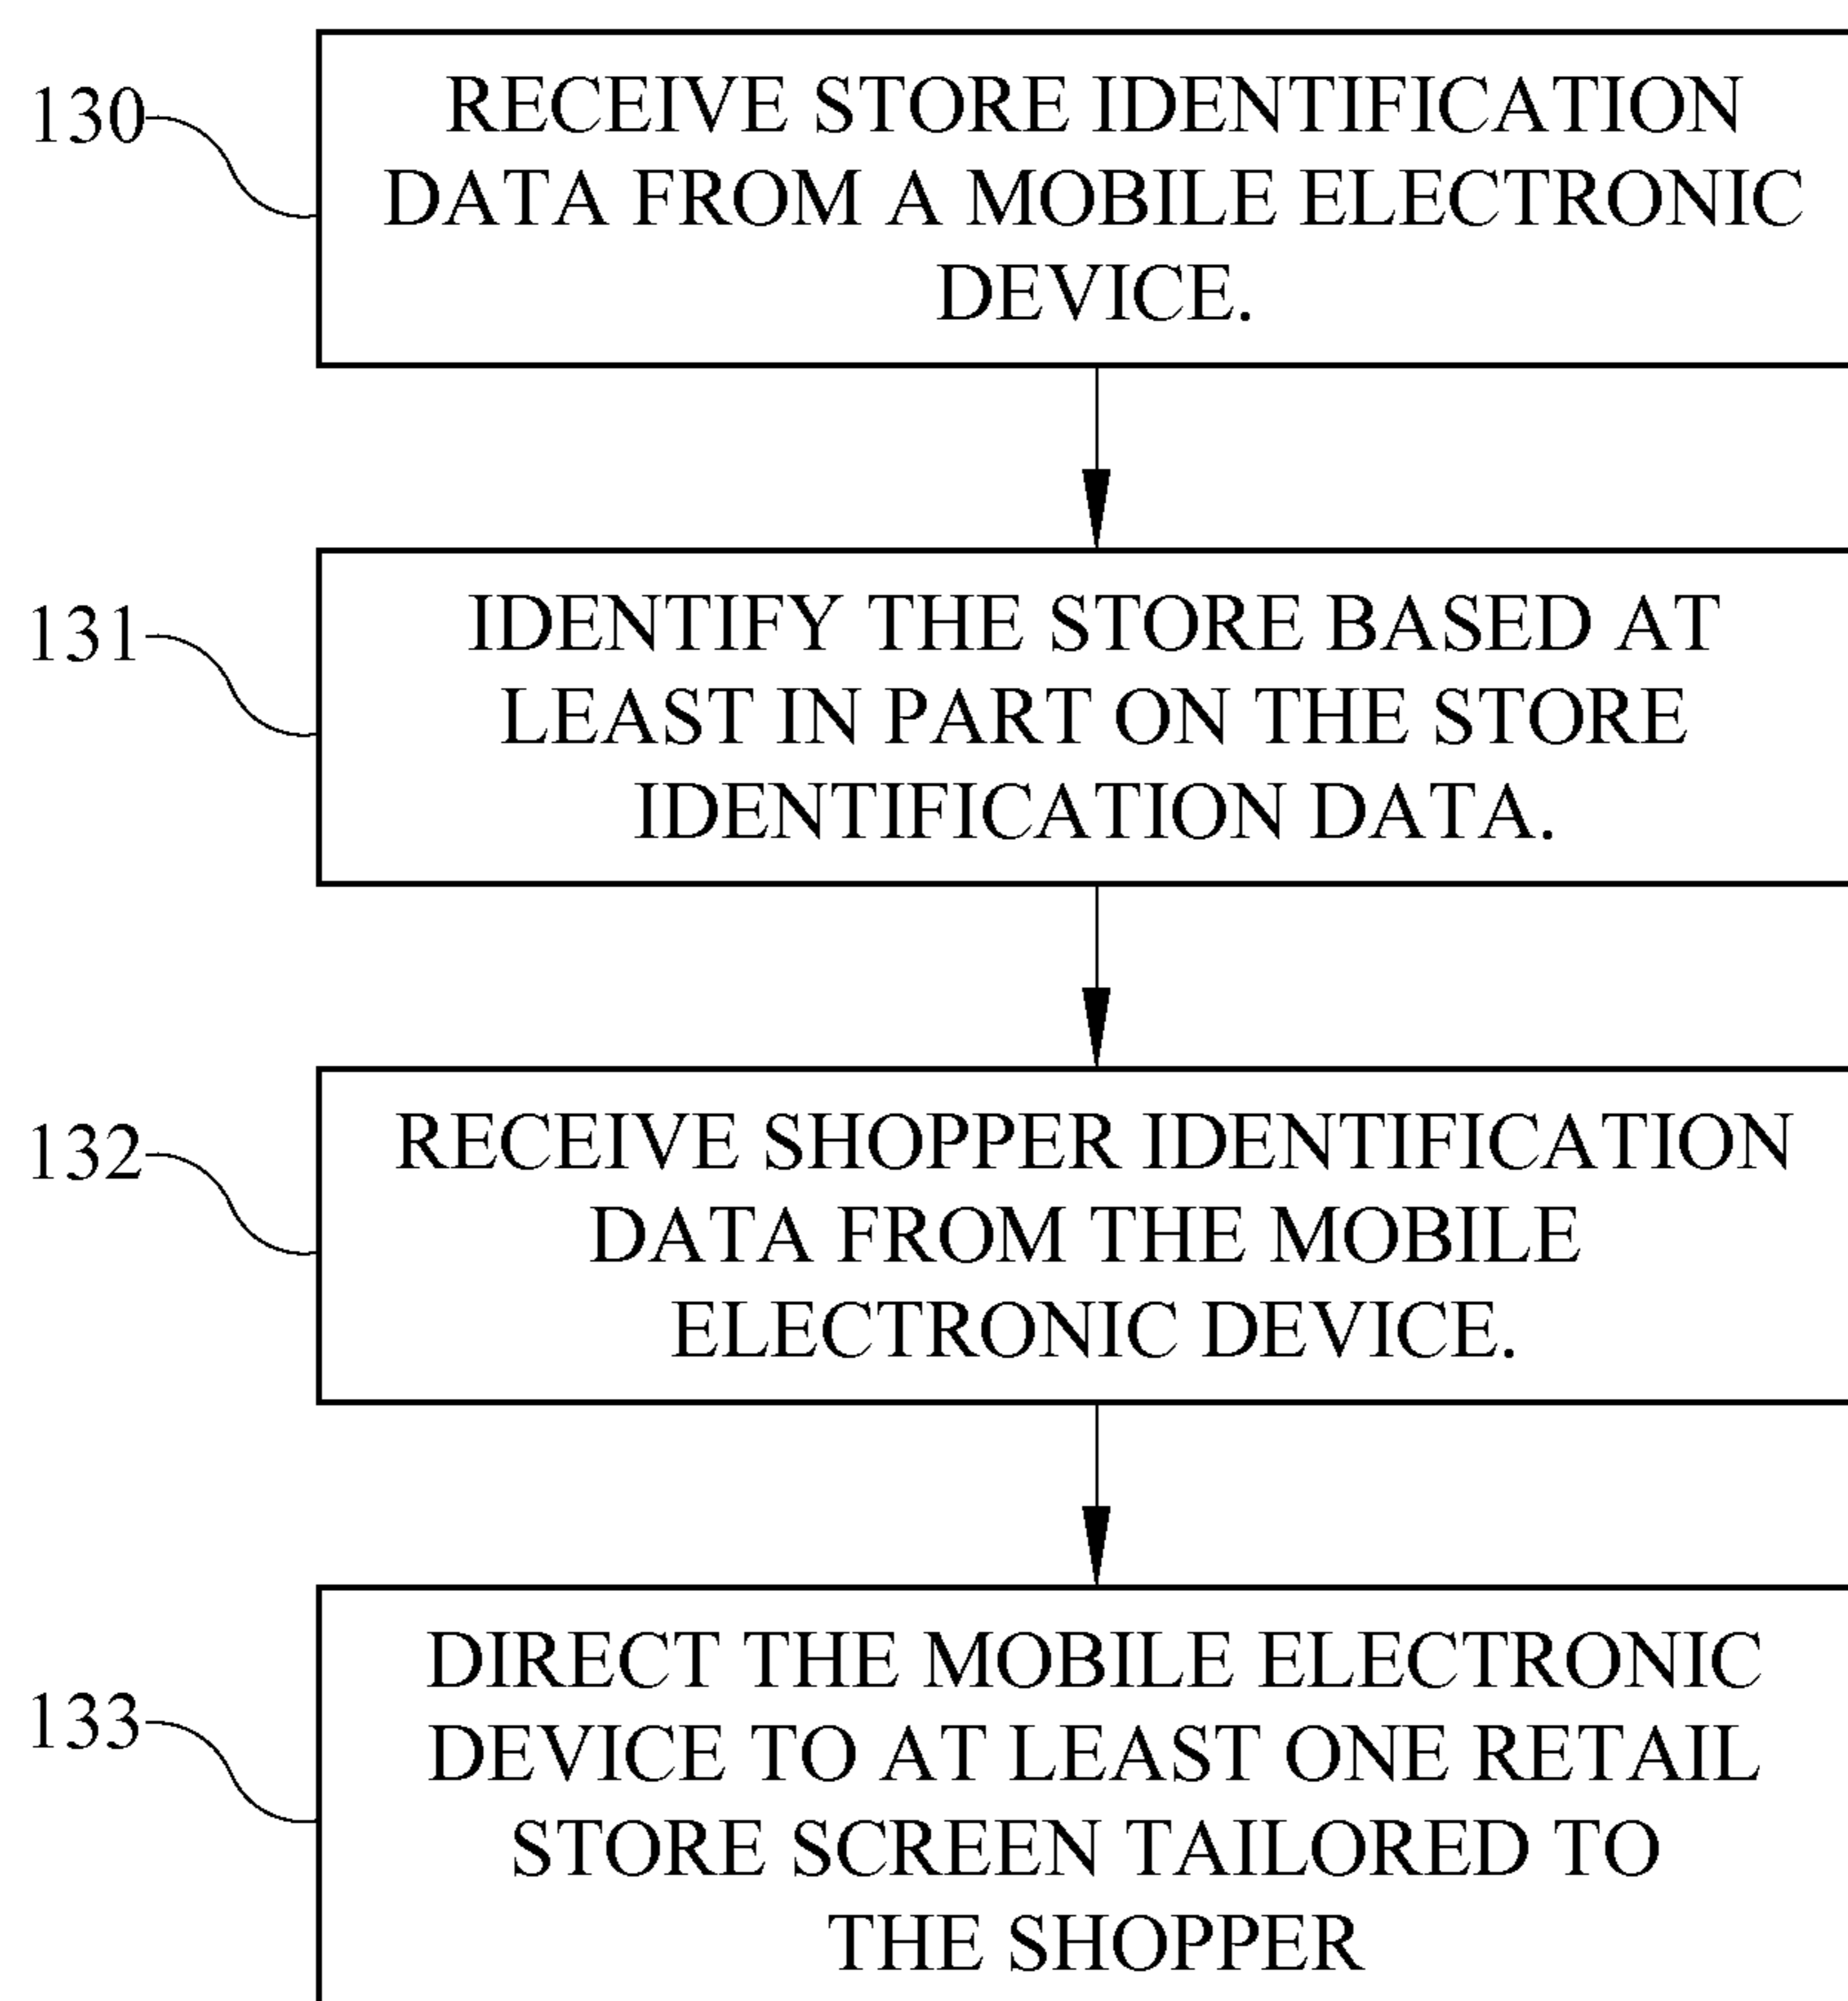 130
RECEIVE STORE IDENTIFICATION
DATA FROM A MOBILE ELECTRONIC
DEVICE.
131
IDENTIFY THE STORE BASED AT
LEAST IN PART ON THE STORE
IDENTIFICATION DATA.
132
RECEIVE SHOPPER IDENTIFICATION
DATA FROM THE MOBILE
ELECTRONIC DEVICE.
133
DIRECT THE MOBILE ELECTRONIC
DEVICE TO AT LEAST ONE RETAIL
STORE SCREEN TAILORED TO
THE SHOPPER